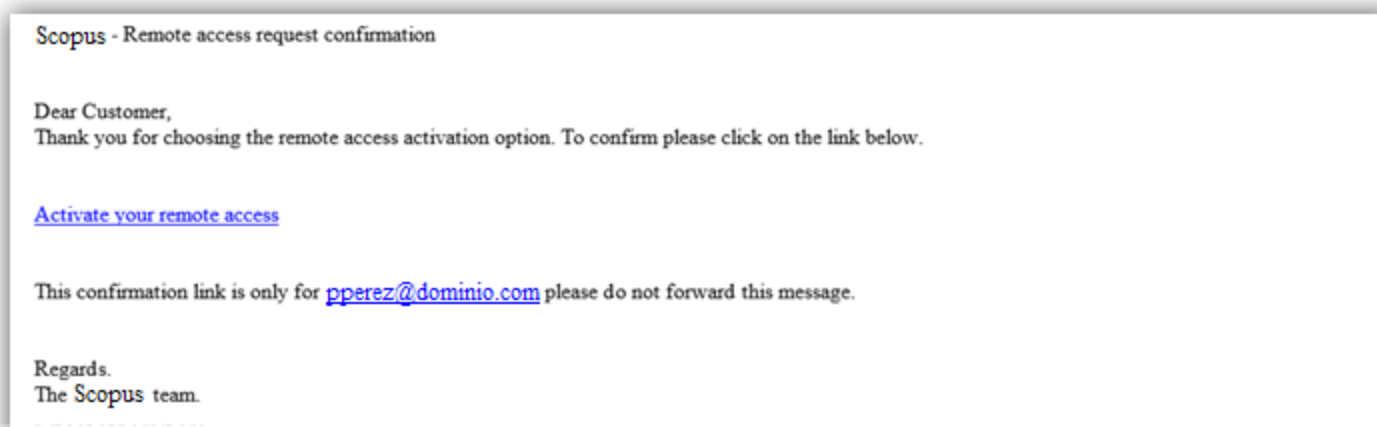 Scopus - Remote access request confirmation
Dear Customer,
Thank you for choosing the remote access activation option. To confirm please click on the link below.
Activate your remote access
This confirmation link is only for pperez@dominio.com please do not forward this message.
Regards.
The Scopus team.